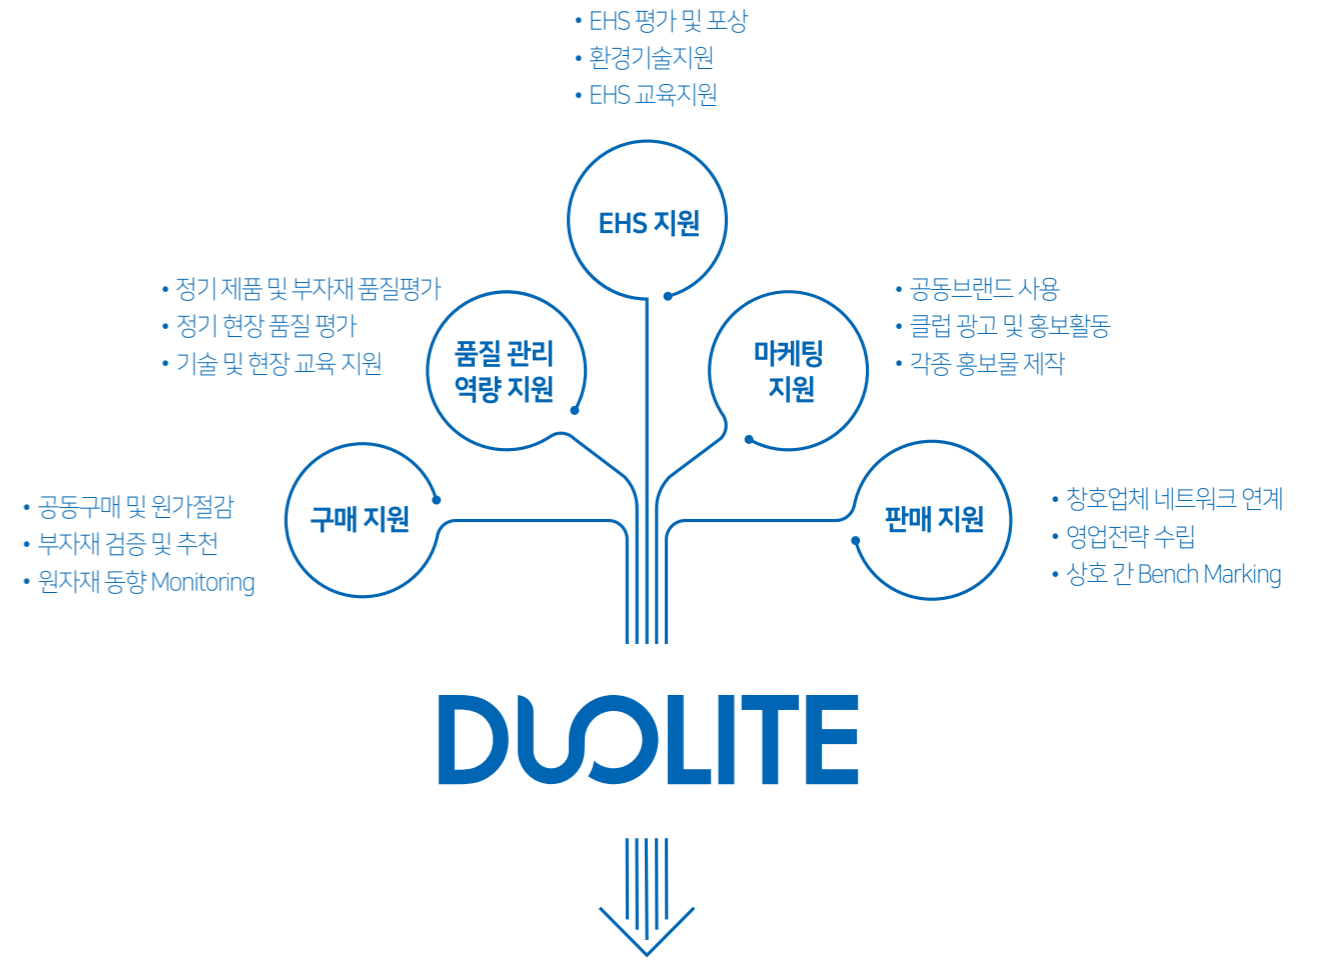 • EHS 평가 및 포상
• 환경기술지원
• EHS 교육지원
EHS 지원
• 정기 제품 및 부자재 품질평가
• 정기 현장 품질 평가
• 기술 및 현장 교육 지원
품질 관리
역량 지원
마케팅
지원
• 공동브랜드 사용
• 클럽 광고 및 홍보활동
• 각종 홍보물 제작
• 공동구매 및 원가절감
• 부자재 검증 및 추천
• 원자재 동향 Monitoring
구매 지원
판매 지원
• 창호업체 네트워크 연계
• 영업전략 수립
• 상호 간 Bench Marking
DUOLITE